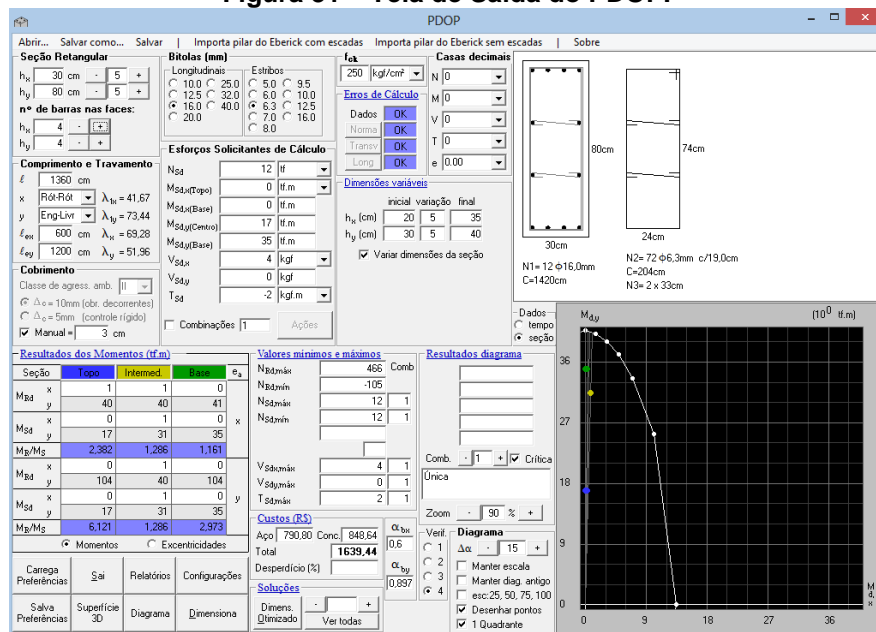 PDOP
Abrir... Salvar como... Salvar | Importa pilar do Eberick com escadas Importa pilar do Eberick sem escadas | Sobre
Seção Retangular
hx 30 cm - 5 +
hy 80 cm - 5 +
nº de barras nas faces:
hx 4 - +
hy 4 - +
Bitolas (mm)
Longitudinais
10.0 25.0
12.5 32.0
16.0 40.0
20.0
Estribos
5.0 9.5
6.0 10.0
6.3 12.5
7.0 16.0
8.0
fck
250 kgf/cm²
Erros de Cálculo
Dados OK
Norma OK
Transv OK
Long OK
Casas decimais
N 0
M 0
V 0
T 0
e 0.00
Comprimento e Travamento
ℓ 1360 cm
x Rót-Rót λ1x = 41,67
y Eng-Livr λ1y = 73,44
ℓex 600 cm λx = 69,28
ℓey 1200 cm λy = 51,96
Esforços Solicitantes de Cálculo
NSd 12 tf
MSd,x(Topo) 0 tf.m
MSd,x(Base) 0 tf.m
MSd,y(Centro) 17 tf.m
MSd,y(Base) 35 tf.m
VSd,x 4 kgf
VSd,y 0 kgf
TSd -2 kgf.m
Combinações 1 Ações
Dimensões variáveis
inicial variação final
hx (cm) 20 5 35
hy (cm) 30 5 40
Variar dimensões da seção
80cm
74cm
30cm
24cm
N1= 12 ϕ16,0mm
C=1420cm
N2= 72 ϕ6,3mm c/19,0cm
C=204cm
N3= 2 x 33cm
Cobrimento
Classe de agress. amb. II
Δc = 10mm (obr. decorrentes)
Δc = 5mm (controle rígido)
Manual = 3 cm
Dados
tempo
seção
Resultados dos Momentos (tf.m)
Seção Topo Intermed. Base ea
MRd x 1 1 0
y 40 40 41
MSd x 0 1 0 x
y 17 31 35
MR/MS 2,382 1,286 1,161
MRd x 0 1 0
y 104 40 104
MSd x 0 1 0 y
y 17 31 35
MR/MS 6,121 1,286 2,973
Momentos Excentricidades
Valores mínimos e máximos
NRd,máx 466 Comb
NRd,mín -105
NSd,máx 12 1
NSd,mín 12 1
VSdx,máx 4 1
VSdy,máx 0 1
TSd,máx 2 1
Resultados diagrama
Comb. - 1 + Crítica
Única
Zoom - 90 % +
Custos (R$)
Aço 790,80 Conc. 848,64
Total 1639,44
Desperdício (%)
αbx
0,6
αby
0,897
Soluções
Dimens. Otimizado - + Ver todas
Verif.
1
2
3
4
Diagrama
Δα - 15 +
Manter escala
Manter diag. antigo
esc:25, 50, 75, 100
Desenhar pontos
1 Quadrante
Carrega Preferências Sai Relatórios Configurações
Salva Preferências Superfície 3D Diagrama Dimensiona
Md,y (10⁰ tf.m)
36
27
18
9
0
0 9 18 27 36
Md,x